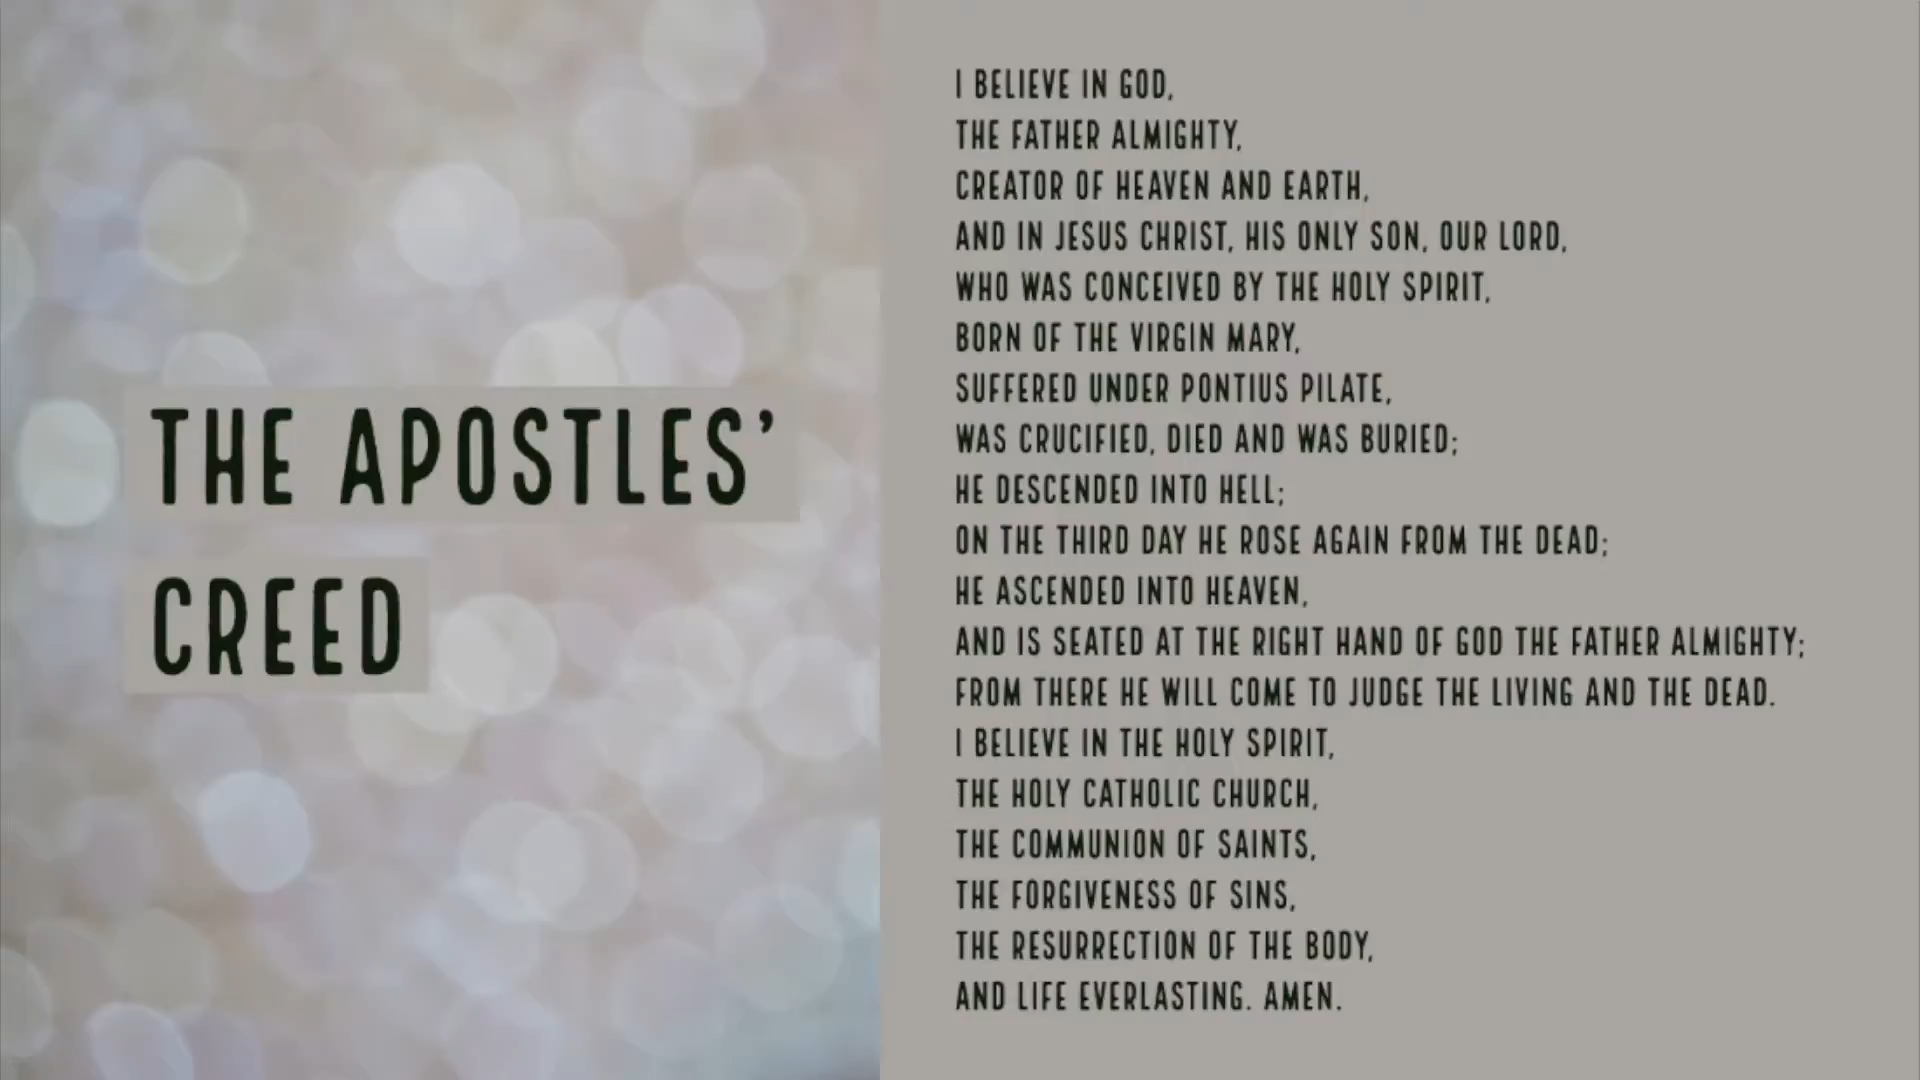 THE APOSTLES'
CREED
I BELIEVE IN GOD,
THE FATHER ALMIGHTY,
CREATOR OF HEAVEN AND EARTH,
AND IN JESUS CHRIST, HIS ONLY SON, OUR LORD,
WHO WAS CONCEIVED BY THE HOLY SPIRIT,
BORN OF THE VIRGIN MARY,
SUFFERED UNDER PONTIUS PILATE,
WAS CRUCIFIED, DIED AND WAS BURIED;
HE DESCENDED INTO HELL;
ON THE THIRD DAY HE ROSE AGAIN FROM THE DEAD;
HE ASCENDED INTO HEAVEN,
AND IS SEATED AT THE RIGHT HAND OF GOD THE FATHER ALMIGHTY;
FROM THERE HE WILL COME TO JUDGE THE LIVING AND THE DEAD.
I BELIEVE IN THE HOLY SPIRIT,
THE HOLY CATHOLIC CHURCH,
THE COMMUNION OF SAINTS,
THE FORGIVENESS OF SINS,
THE RESURRECTION OF THE BODY,
AND LIFE EVERLASTING. AMEN.